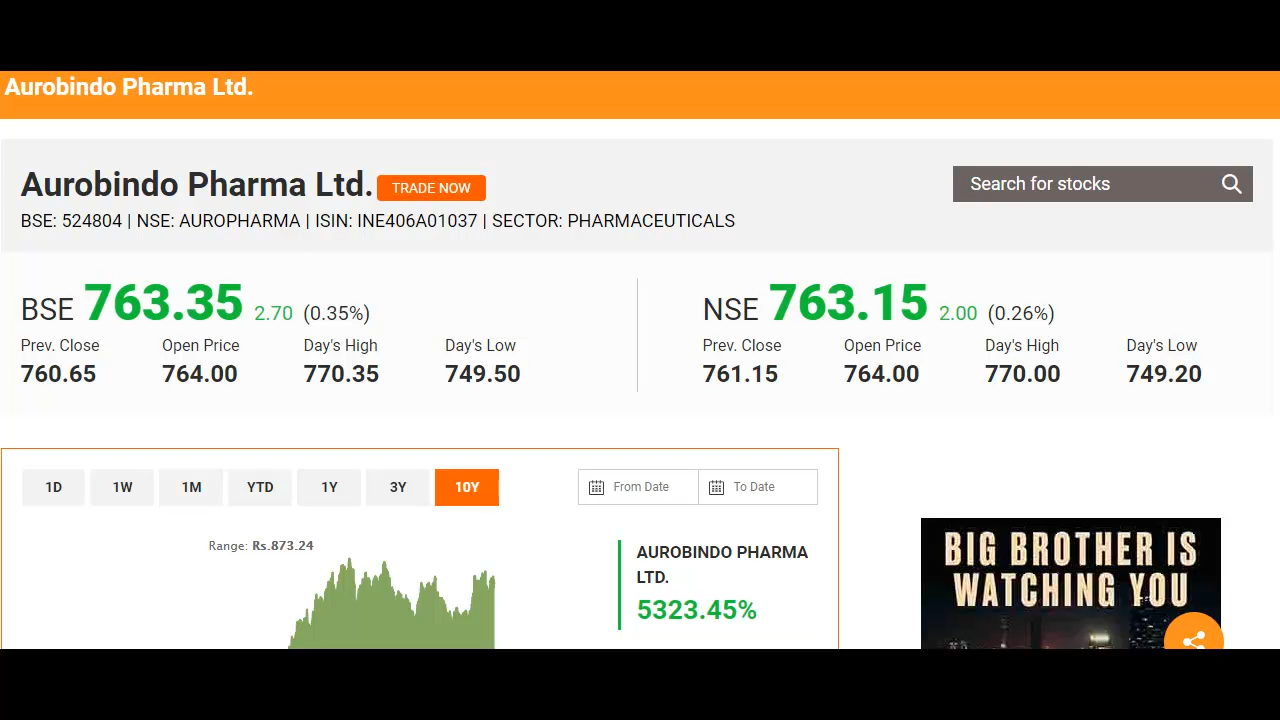 Aurobindo Pharma Ltd.
Aurobindo Pharma Ltd. TRADE NOW
Search for stocks
BSE: 524804 | NSE: AUROPHARMA | ISIN: INE406A01037 | SECTOR: PHARMACEUTICALS
BSE 763.35 2.70 (0.35%)
Prev. Close Open Price Day's High Day's Low
760.65 764.00 770.35 749.50
NSE 763.15 2.00 (0.26%)
Prev. Close Open Price Day's High Day's Low
761.15 764.00 770.00 749.20
1D 1W 1M YTD 1Y 3Y 10Y
From Date To Date
Range: Rs.873.24
AUROBINDO PHARMA
LTD.
5323.45%
BIG BROTHER IS
WATCHING YOU